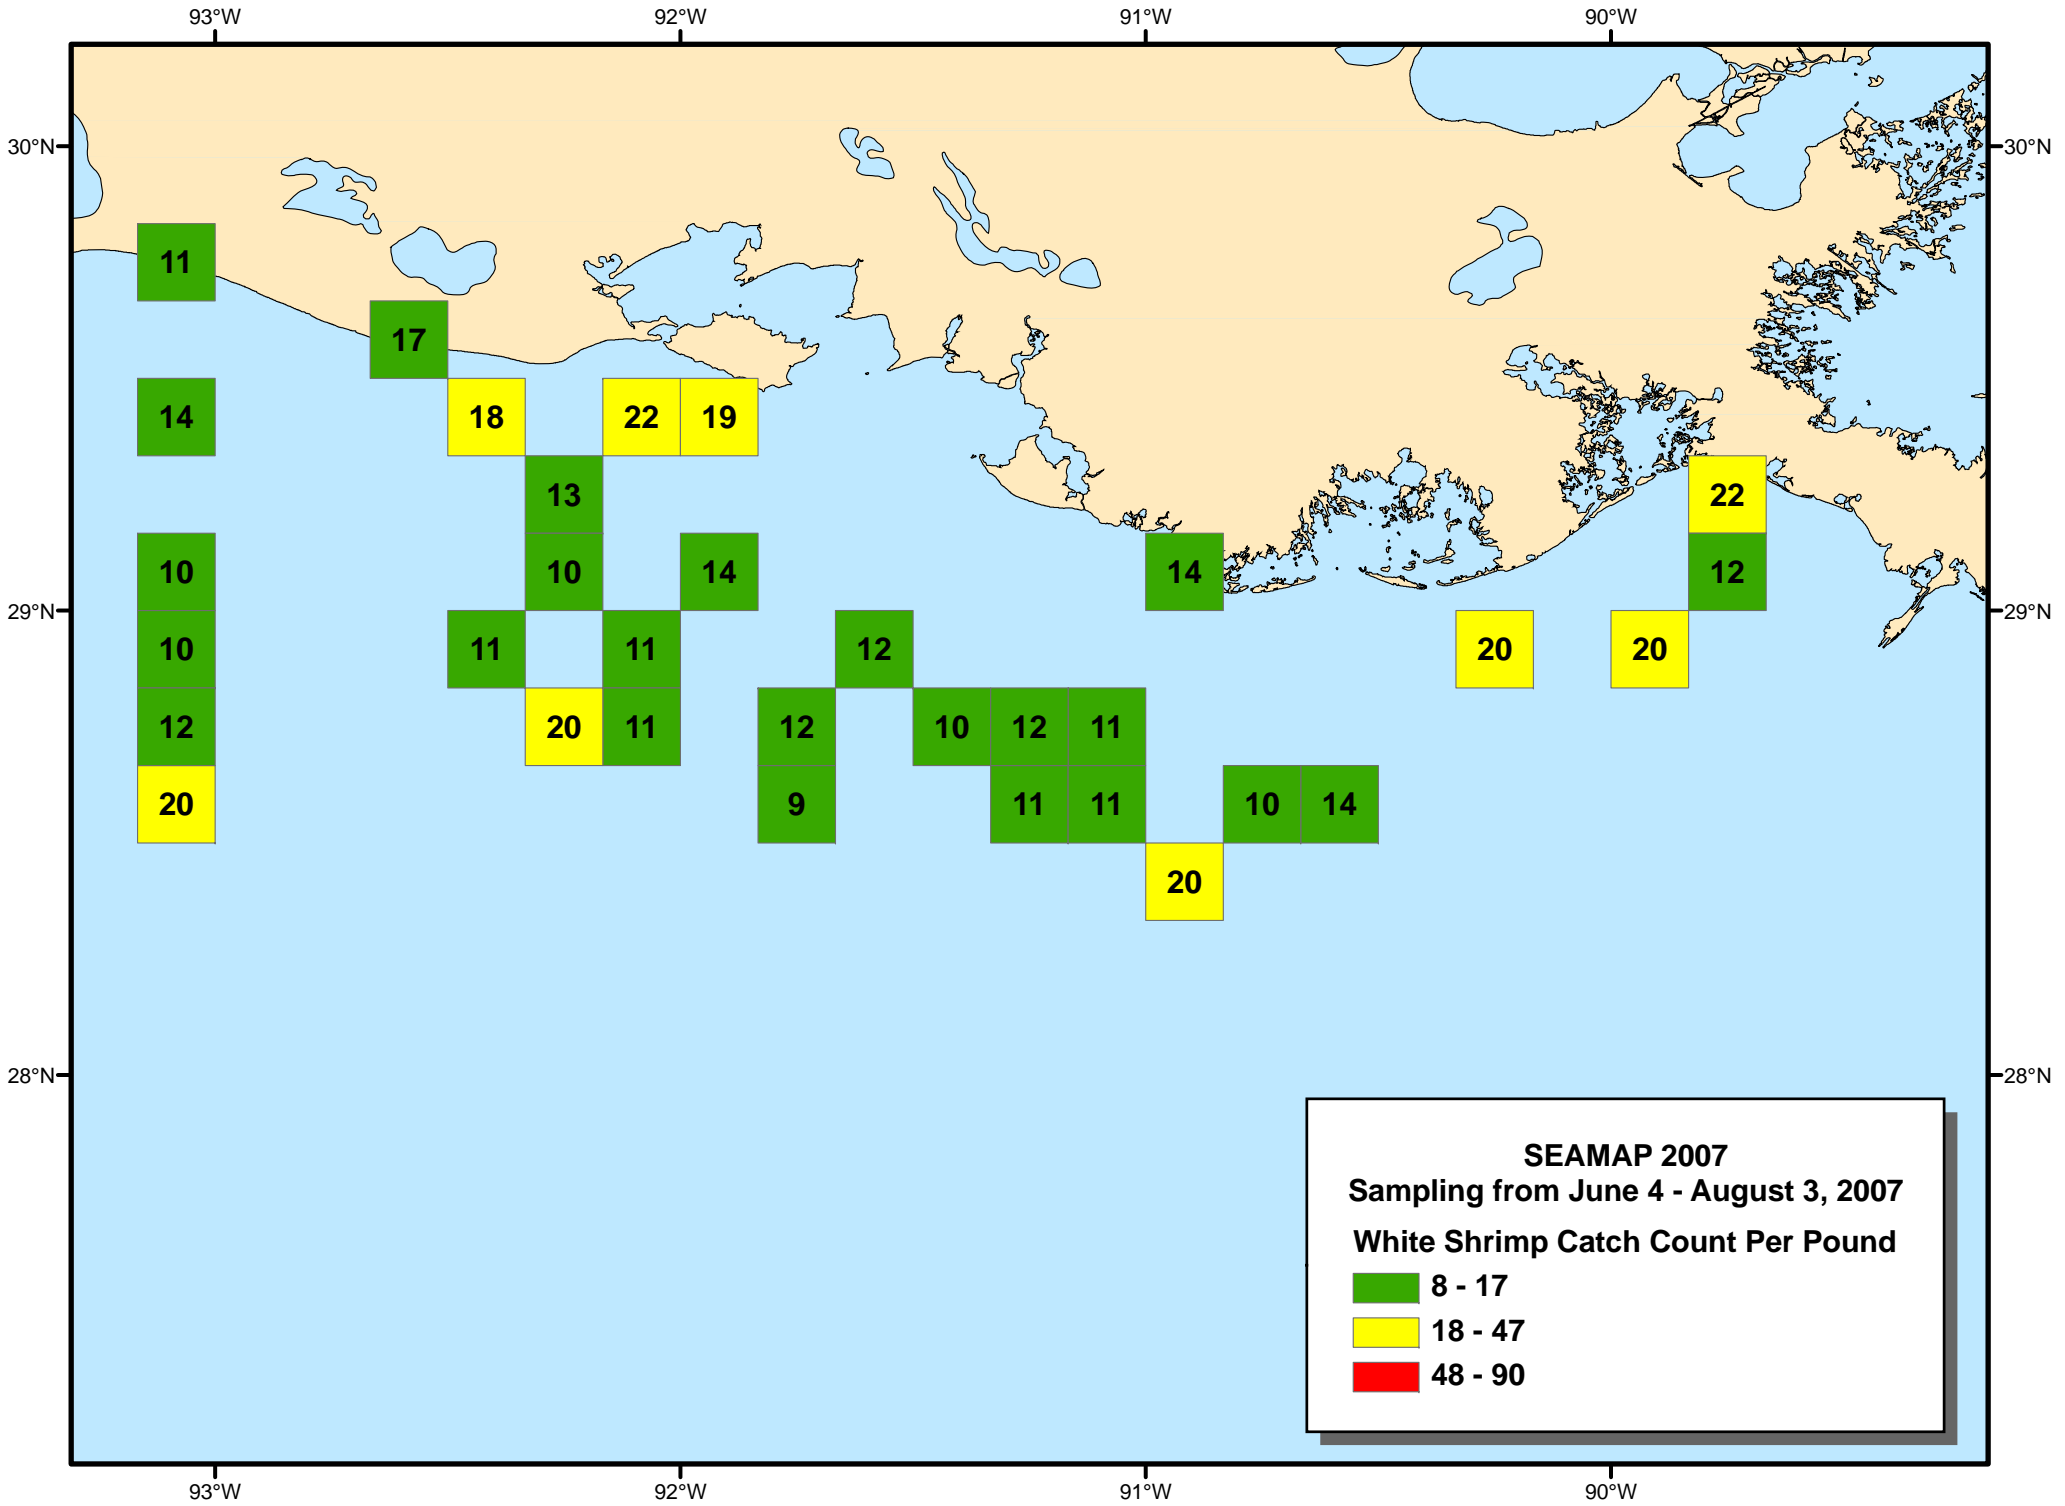 93°W 92°W 91°W 90°W
30°N 30°N
11
17
14 18 22 19
13 22
10 10 14 14 12
29°N 29°N
10 11 11 12 20 20
12 20 11 12 10 12 11
20 9 11 11 10 14
20
28°N 28°N
SEAMAP 2007
Sampling from June 4 - August 3, 2007
White Shrimp Catch Count Per Pound
8 - 17
18 - 47
48 - 90
93°W 92°W 91°W 90°W